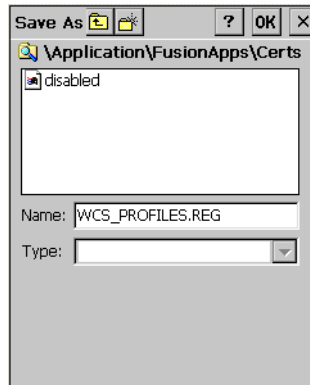 Save As ? OK ×
\Application\FusionApps\Certs
disabled
Name: WCS_PROFILES.REG
Type: